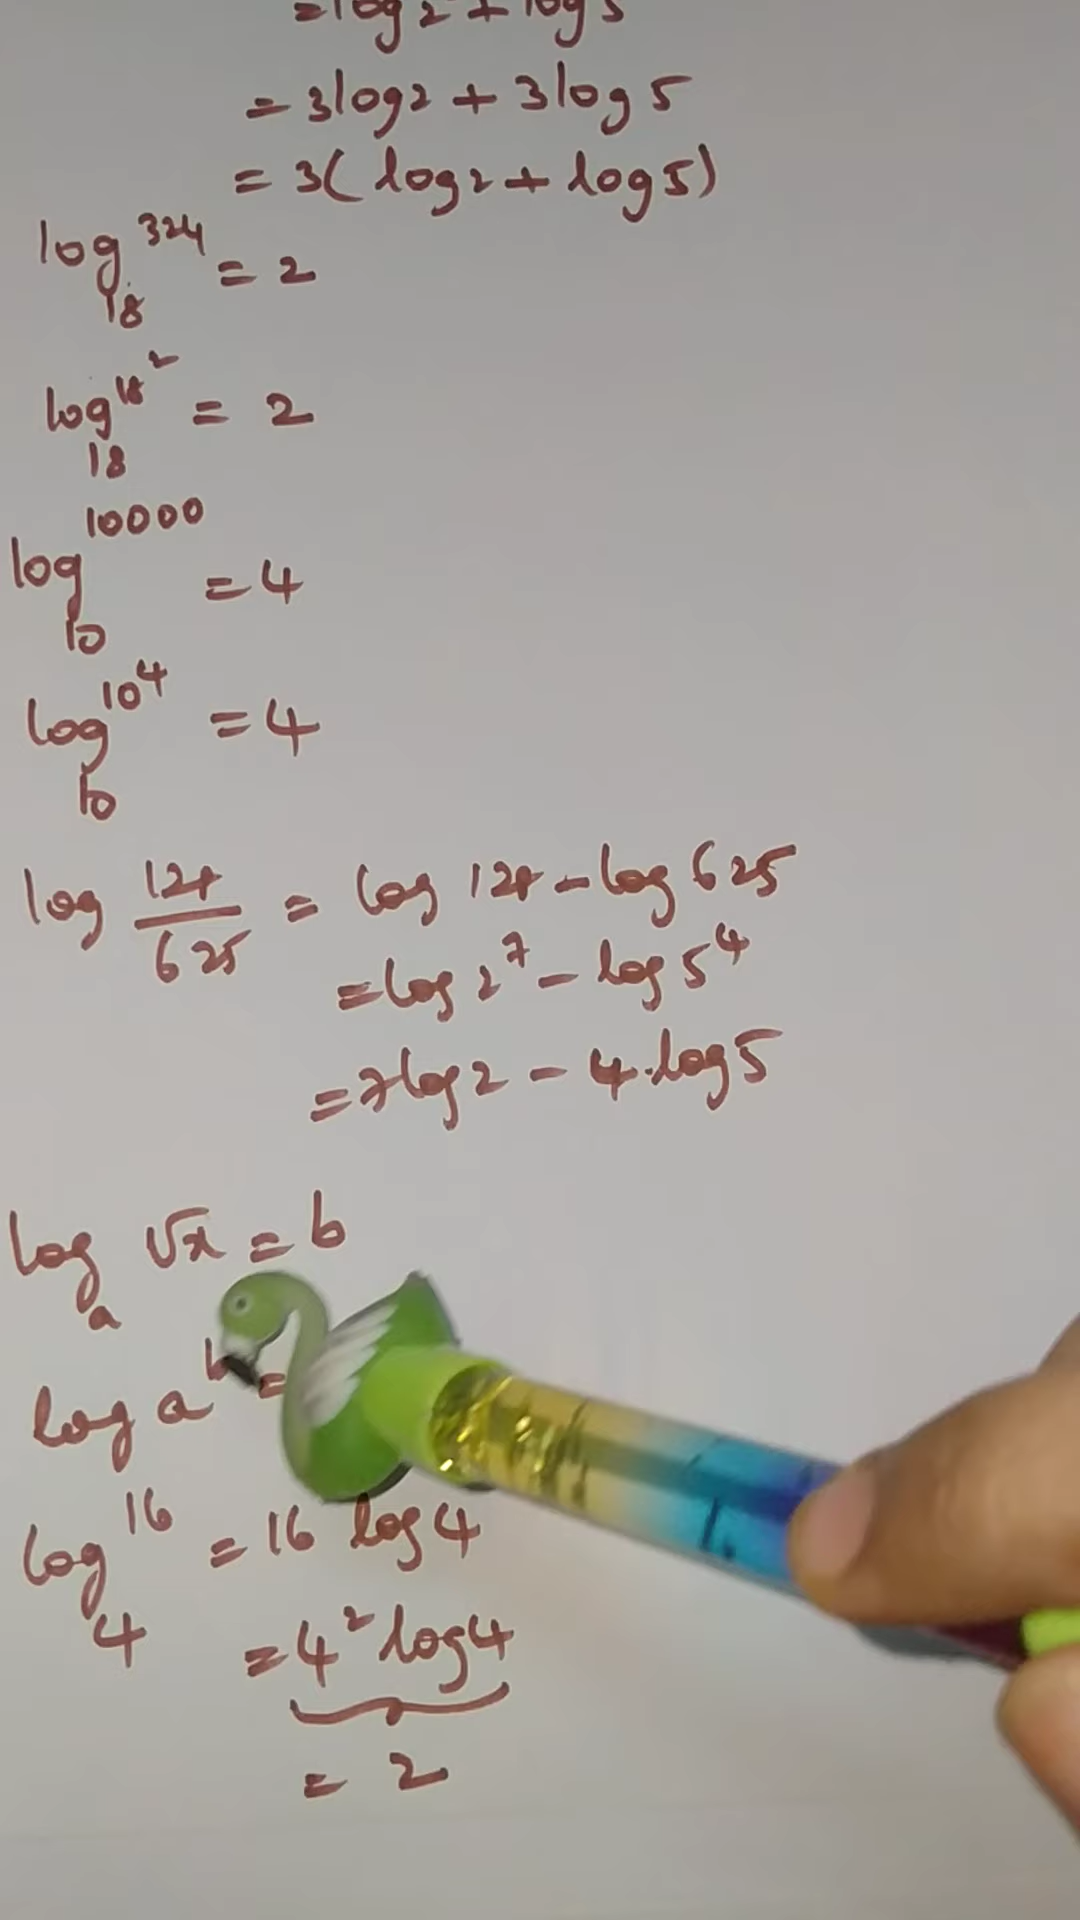 =log2 + log5
=3log2 + 3log5
=3(log2 + log5)
log₁₈ 324 = 2
log₁₈ 18² = 2
log₁₀ 10000 = 4
log₁₀ 10⁴ = 4
log 128/625 = log 128 - log 625
=log 2⁷ - log 5⁴
=7log2 - 4.log5
logₐ √x = b
log a =
log₄ 16 = 16 log4
=4² log4
= 2